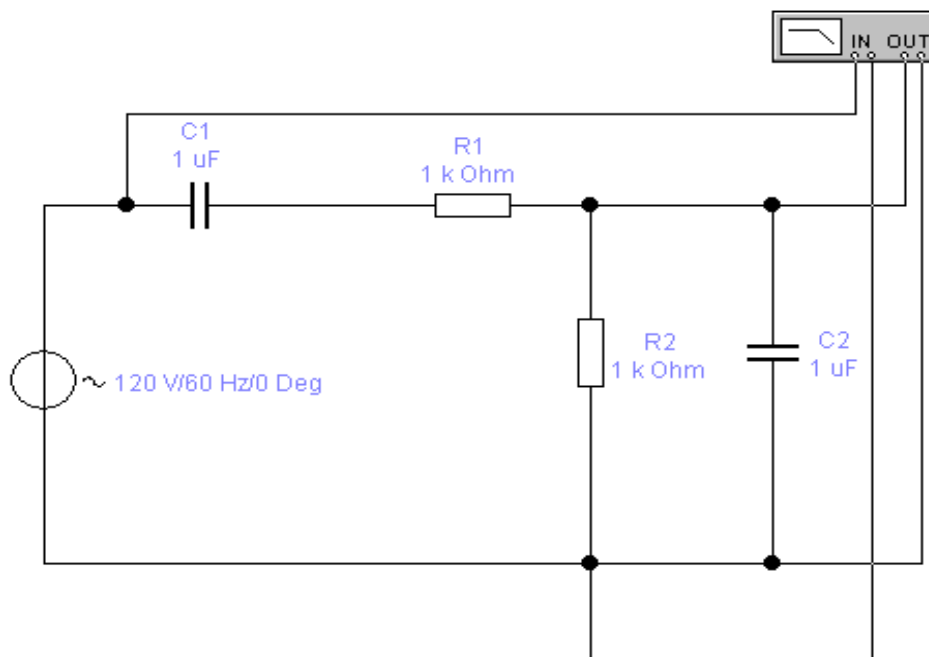 IN OUT
C1
1 uF
R1
1 k Ohm
120 V/60 Hz/0 Deg
R2
1 k Ohm
C2
1 uF